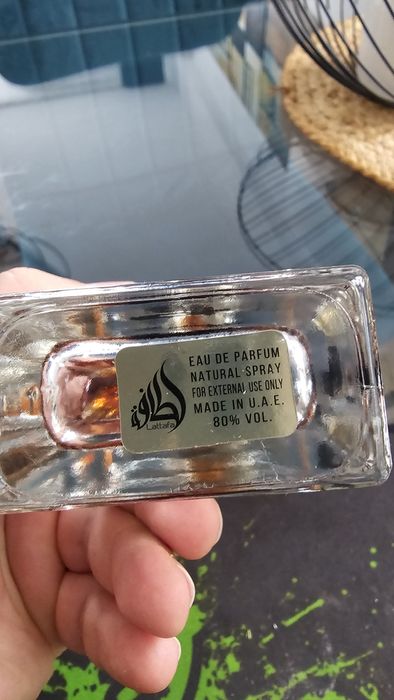 لطافة
Lattafa
EAU DE PARFUM
NATURAL-SPRAY
FOR EXTERNAL USE ONLY
MADE IN U.A.E.
80% VOL.